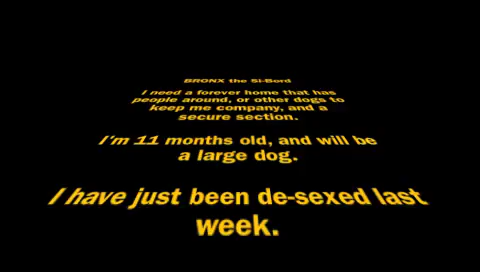 BRONX the Si-Bord
I need a forever home that has
people around, or other dogs to
keep me company, and a
secure section.
I'm 11 months old, and will be
a large dog.
I have just been de-sexed last
week.